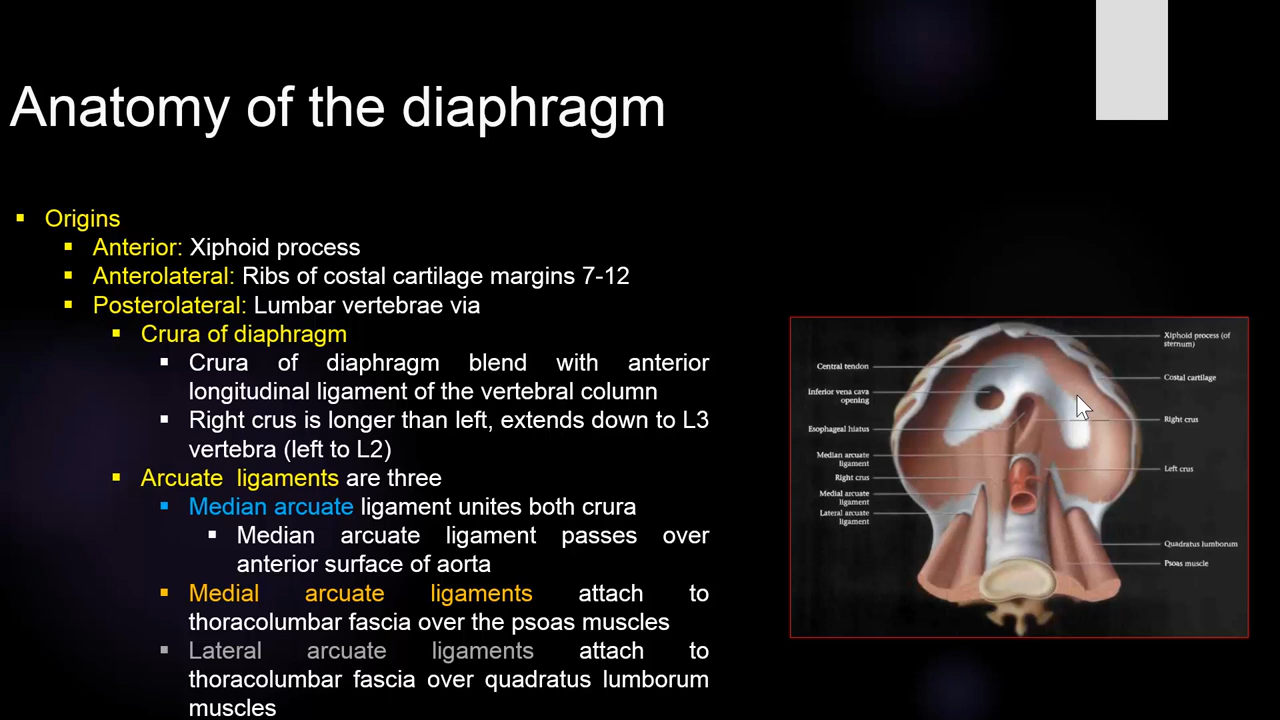 Anatomy of the diaphragm
▪ Origins
▪ Anterior: Xiphoid process
▪ Anterolateral: Ribs of costal cartilage margins 7-12
▪ Posterolateral: Lumbar vertebrae via
▪ Crura of diaphragm
▪ Crura of diaphragm blend with anterior
longitudinal ligament of the vertebral column
▪ Right crus is longer than left, extends down to L3
vertebra (left to L2)
▪ Arcuate ligaments are three
▪ Median arcuate ligament unites both crura
▪ Median arcuate ligament passes over
anterior surface of aorta
▪ Medial arcuate ligaments attach to
thoracolumbar fascia over the psoas muscles
▪ Lateral arcuate ligaments attach to
thoracolumbar fascia over quadratus lumborum
muscles
Central tendon
Inferior vena cava
opening
Esophageal hiatus
Median arcuate
ligament
Right crus
Medial arcuate
ligament
Lateral arcuate
ligament
Xiphoid process (of
sternum)
Costal cartilage
Right crus
Left crus
Quadratus lumborum
Psoas muscle